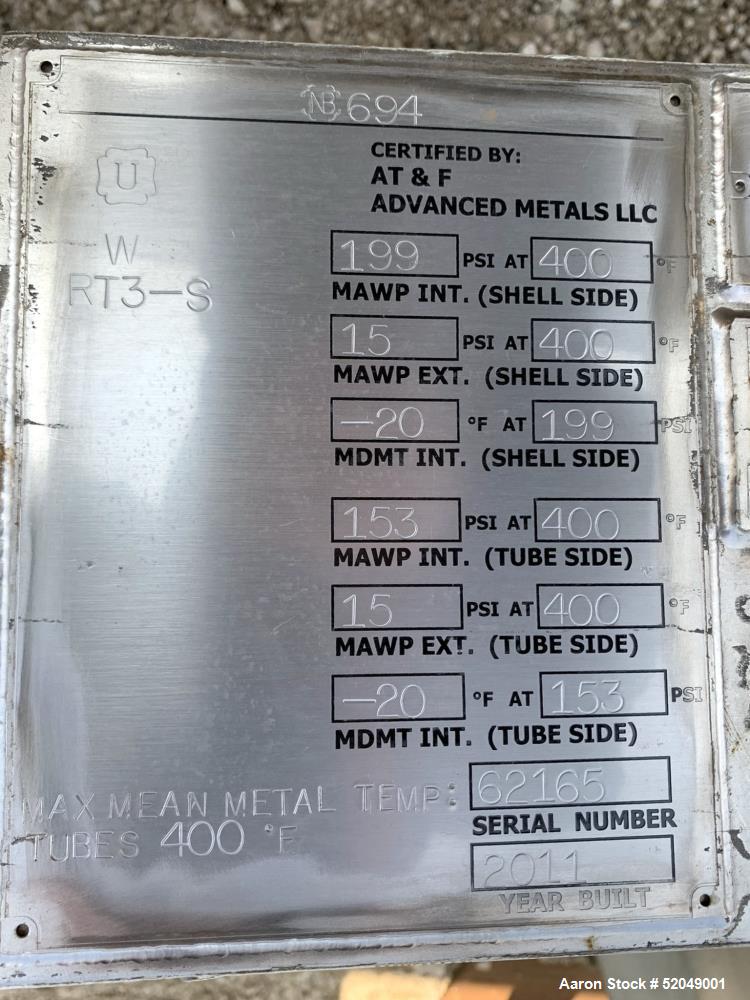 NB 694
U
W
RT3-S
CERTIFIED BY:
AT & F
ADVANCED METALS LLC
199 PSI AT 400 °F
MAWP INT. (SHELL SIDE)
15 PSI AT 400 °F
MAWP EXT. (SHELL SIDE)
-20 °F AT 199 PSI
MDMT INT. (SHELL SIDE)
153 PSI AT 400 °F
MAWP INT. (TUBE SIDE)
15 PSI AT 400 °F
MAWP EXT. (TUBE SIDE)
-20 °F AT 153 PSI
MDMT INT. (TUBE SIDE)
MAX MEAN METAL TEMP:
TUBES 400 °F
62165
SERIAL NUMBER
2011
YEAR BUILT
Aaron Stock # 52049001